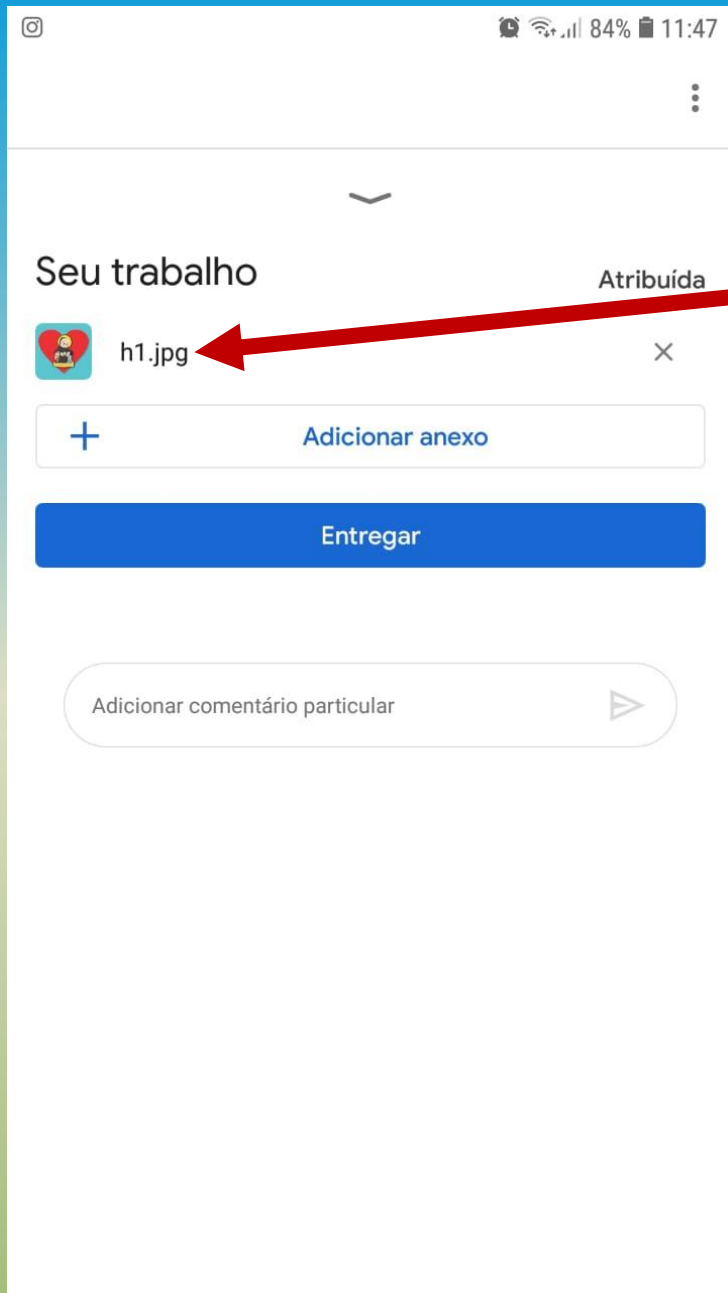 84% 11:47
Seu trabalho
Atribuída
h1.jpg
Adicionar anexo
Entregar
Adicionar comentário particular